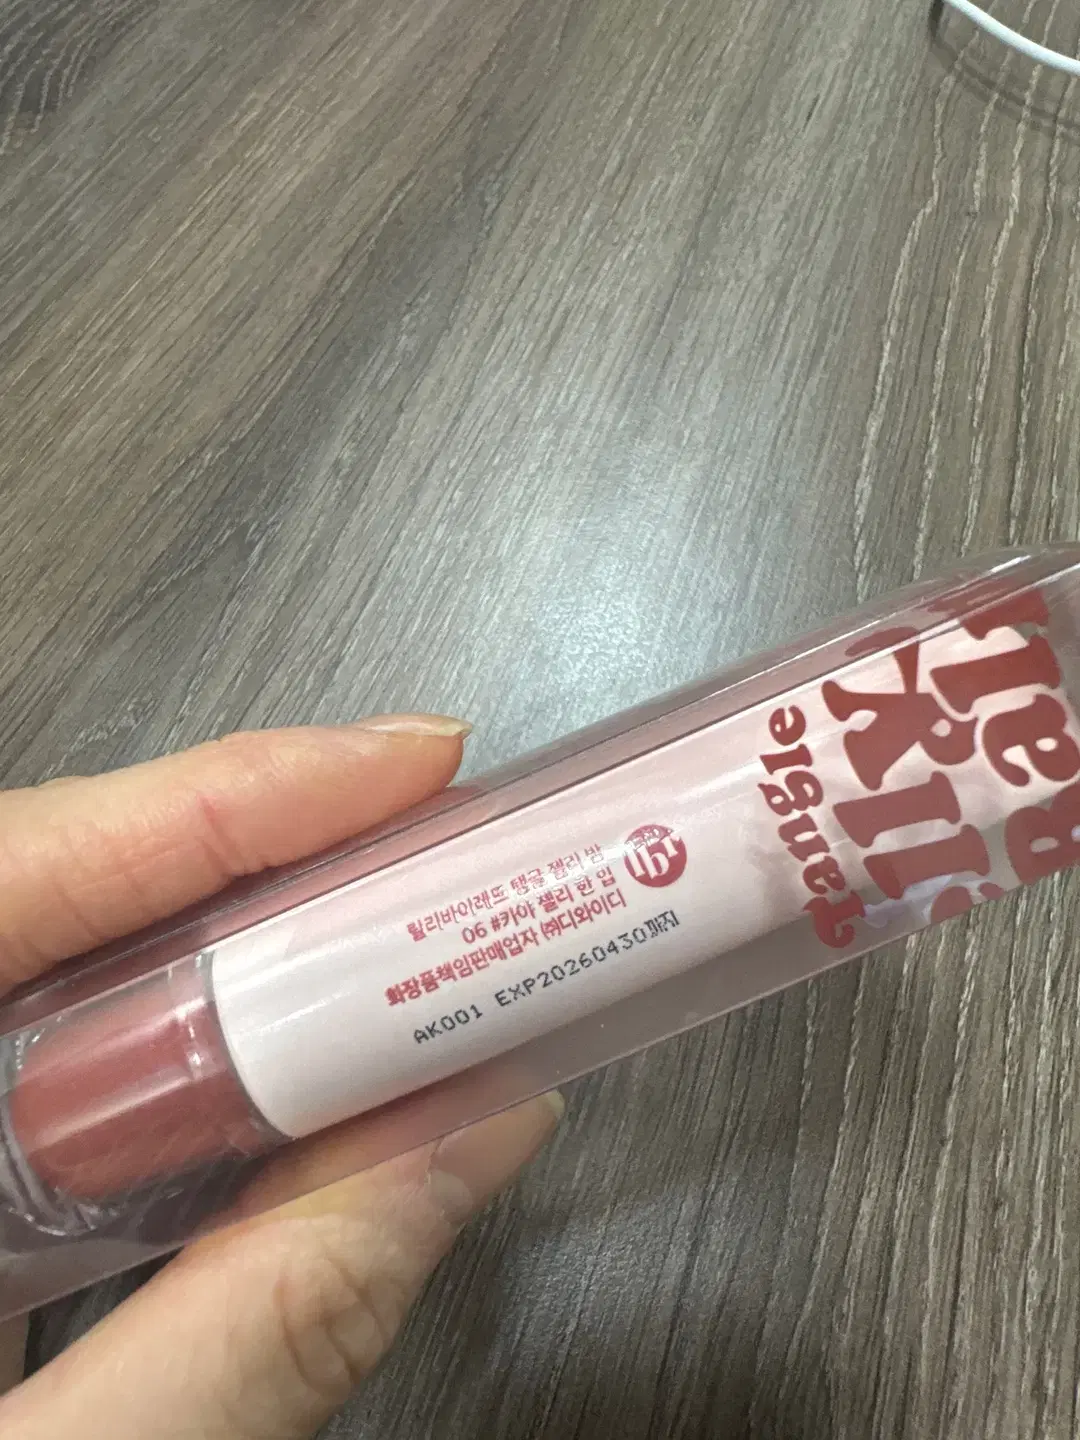 필리바이레드 탱글 젤리 밤
06 #카야 젤리 한 입
화장품책임판매업자 ㈜디와이디
AK001 EXP20260430까지
Tangle